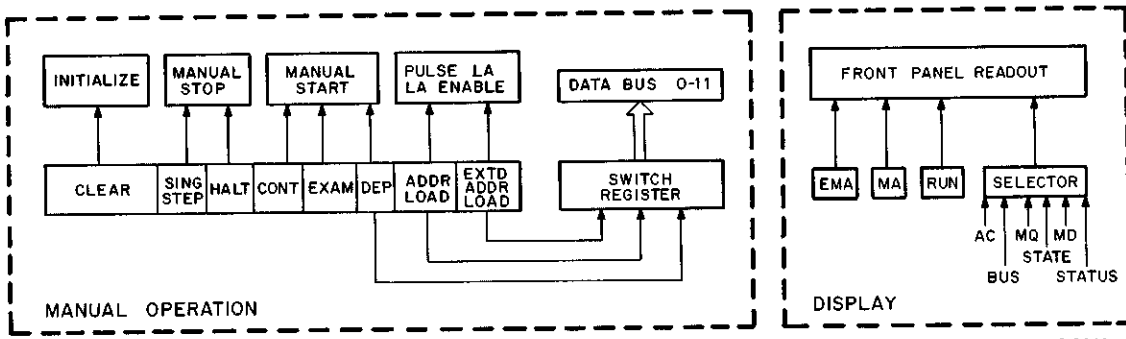 INITIALIZE
MANUAL
STOP
MANUAL
START
PULSE LA
LA ENABLE
DATA BUS 0-11
CLEAR
SING
STEP
HALT
CONT
EXAM
DEP
ADDR
LOAD
EXTD
ADDR
LOAD
SWITCH
REGISTER
MANUAL OPERATION
FRONT PANEL READOUT
EMA
MA
RUN
SELECTOR
AC
BUS
MQ
STATE
MD
STATUS
DISPLAY